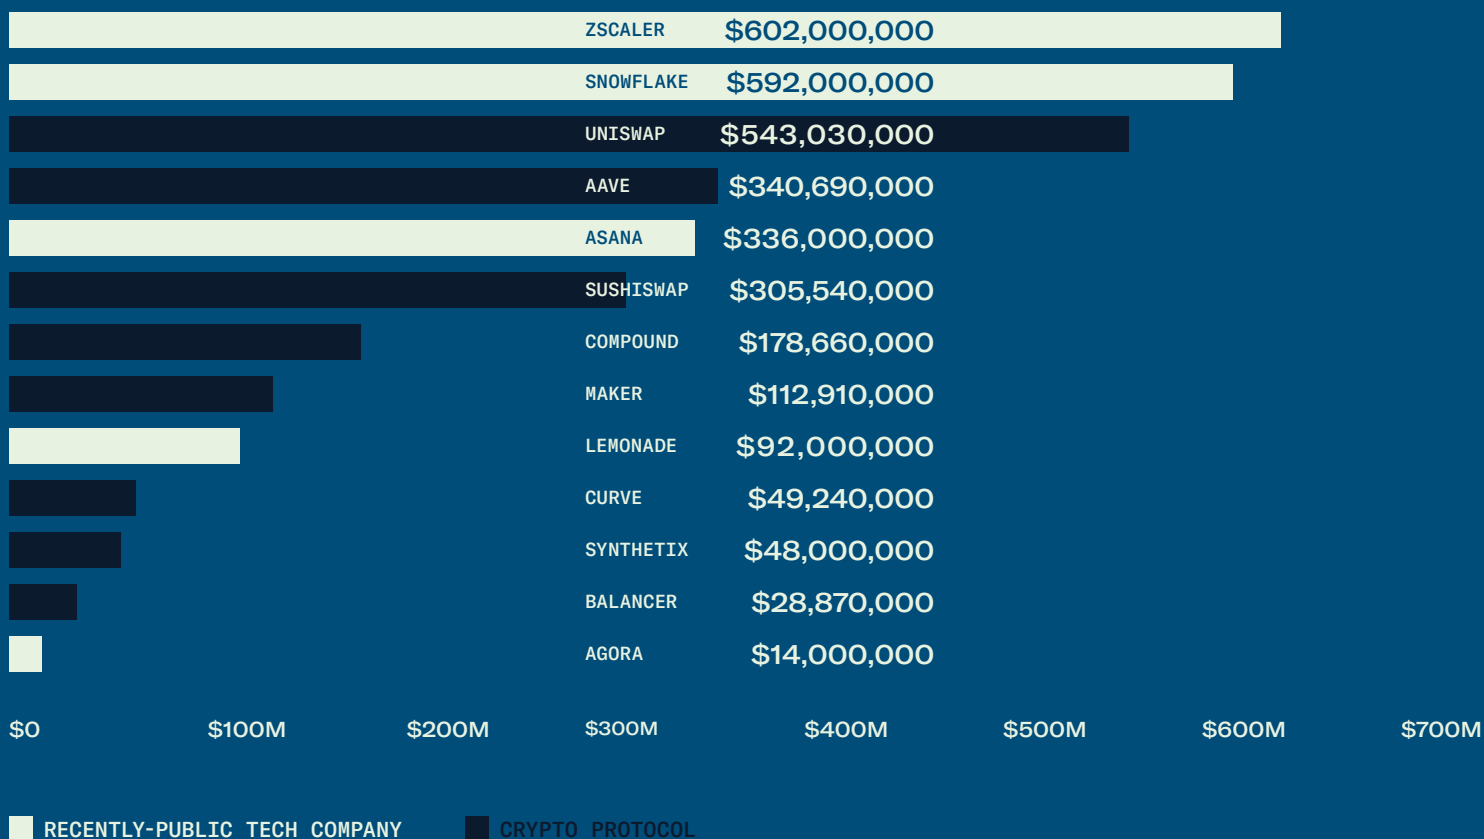 ZSCALER $602,000,000
SNOWFLAKE $592,000,000
UNISWAP $543,030,000
AAVE $340,690,000
ASANA $336,000,000
SUSHISWAP $305,540,000
COMPOUND $178,660,000
MAKER $112,910,000
LEMONADE $92,000,000
CURVE $49,240,000
SYNTHETIX $48,000,000
BALANCER $28,870,000
AGORA $14,000,000
$0 $100M $200M $300M $400M $500M $600M $700M
RECENTLY-PUBLIC TECH COMPANY CRYPTO PROTOCOL